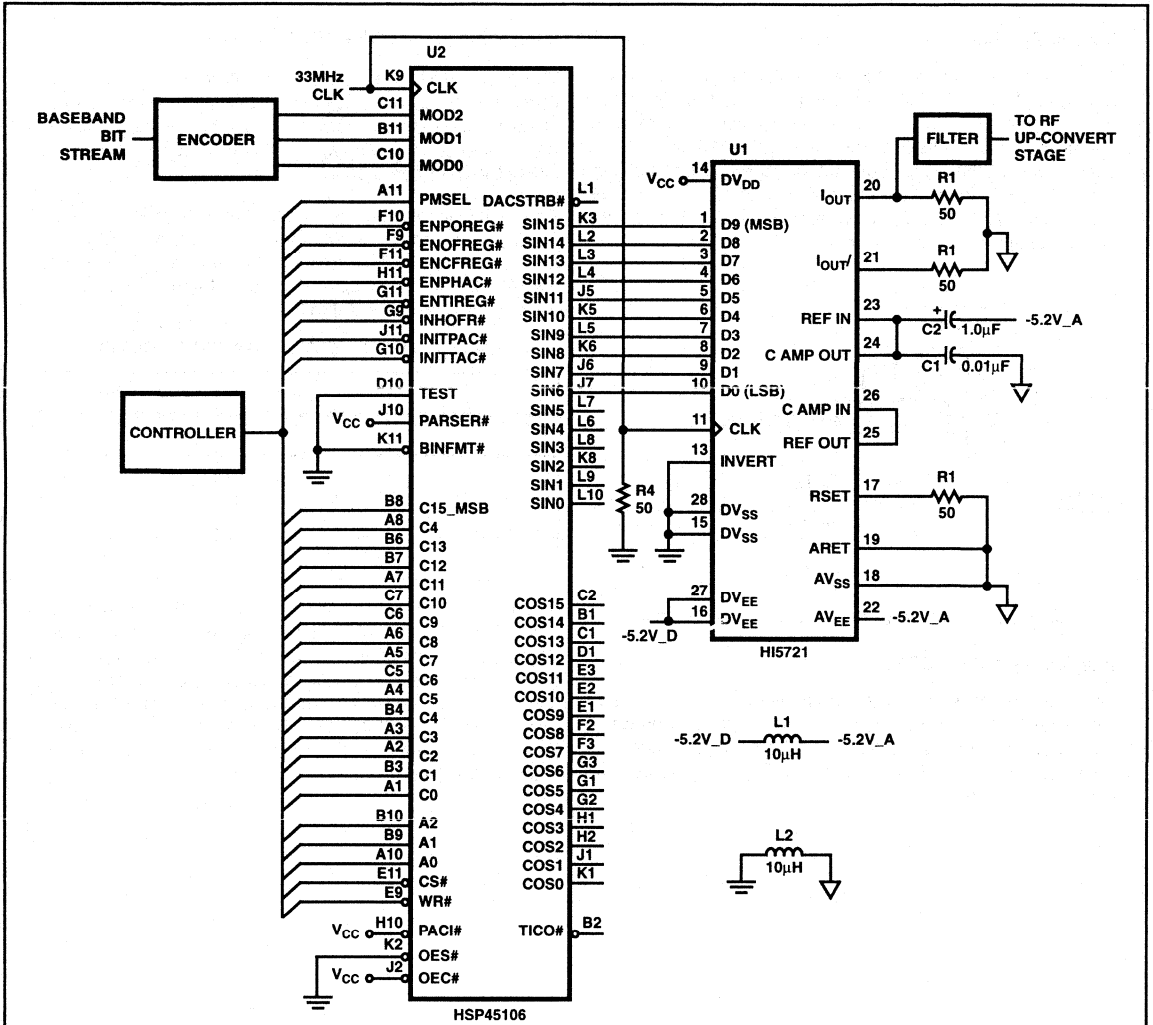 U2
33MHz
CLK
K9
CLK
BASEBAND
BIT
STREAM
ENCODER
C11
MOD2
B11
MOD1
C10
MOD0
A11
PMSEL
F10
ENPOREG#
F9
ENOFREG#
F11
ENCFREG#
H11
ENPHAC#
G11
ENTIREG#
G9
INHOFR#
J11
INITPAC#
G10
INITTAC#
D10
TEST
VCC
J10
PARSER#
K11
BINFMT#
CONTROLLER
B8
C15_MSB
A8
C4
B6
C13
B7
C12
A7
C11
C7
C10
C6
C9
A6
C8
A5
C7
C5
C6
A4
C5
B4
C4
A3
C3
A2
C2
B3
C1
A1
C0
B10
A2
B9
A1
A10
A0
E11
CS#
E9
WR#
VCC
H10
PACI#
K2
OES#
VCC
J2
OEC#
HSP45106
DACSTRB#
L1
SIN15
K3
SIN14
L2
SIN13
L3
SIN12
L4
SIN11
J5
SIN10
K5
SIN9
L5
SIN8
K6
SIN7
J6
SIN6
J7
SIN5
L7
SIN4
L6
SIN3
L8
SIN2
K8
SIN1
L9
SIN0
L10
COS15
C2
COS14
B1
COS13
C1
COS12
D1
COS11
E3
COS10
E2
COS9
E1
COS8
F2
COS7
F3
COS6
G3
COS5
G1
COS4
G2
COS3
H1
COS2
H2
COS1
J1
COS0
K1
TICO#
B2
R4
50
U1
VCC
14
DVDD
1
D9 (MSB)
2
D8
3
D7
4
D6
5
D5
6
D4
7
D3
8
D2
9
D1
10
D0 (LSB)
11
CLK
13
INVERT
28
DVSS
15
DVSS
27
DVEE
16
DVEE
-5.2V_D
HI5721
FILTER
TO RF
UP-CONVERT
STAGE
IOUT
20
R1
50
IOUT/
21
R1
50
REF IN
23
+
C2
1.0μF
-5.2V_A
C AMP OUT
24
C1
0.01μF
C AMP IN
26
REF OUT
25
RSET
17
R1
50
ARET
19
AVSS
18
AVEE
22
-5.2V_A
L1
-5.2V_D
-5.2V_A
10μH
L2
10μH